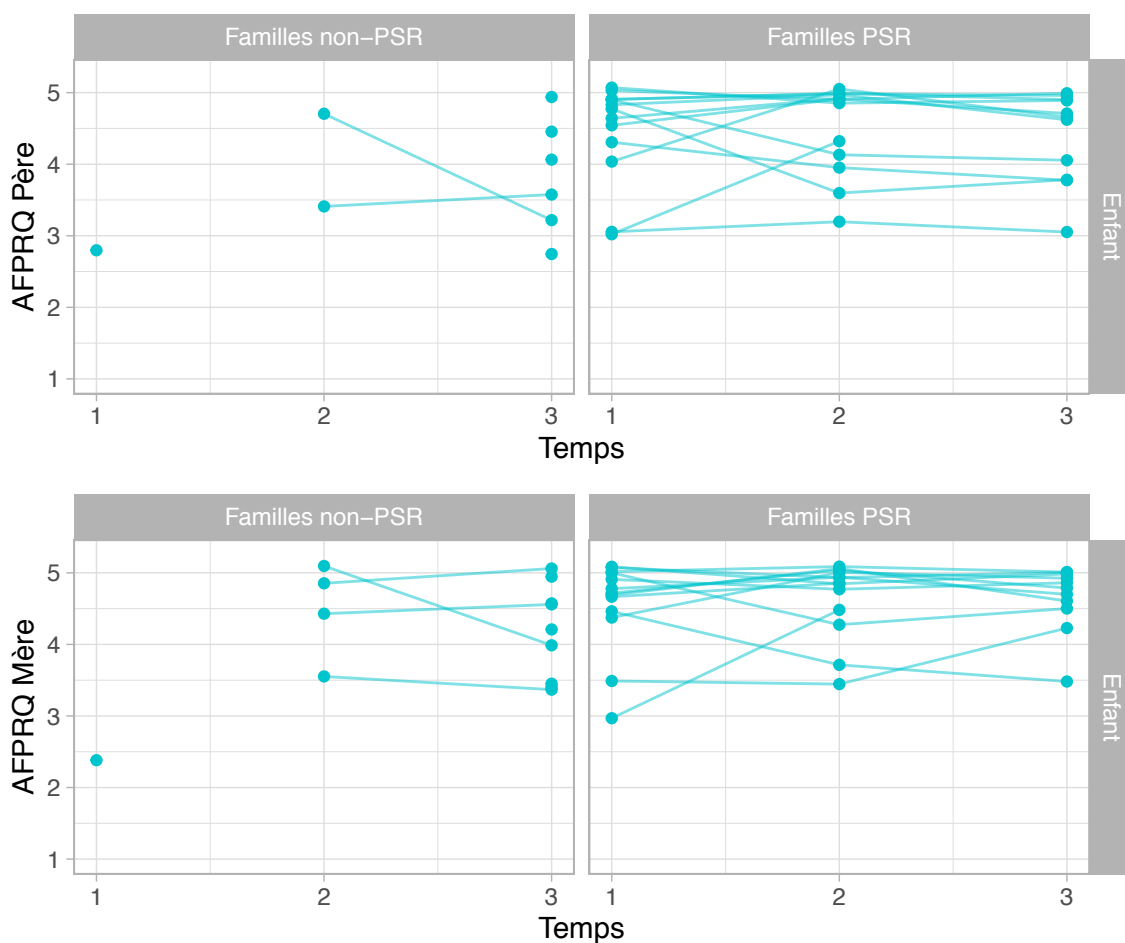 Familles non−PSR
Familles PSR
AFPRQ Père
5
4
3
2
1
Enfant
1
2
3
1
2
3
Temps
Familles non−PSR
Familles PSR
AFPRQ Mère
5
4
3
2
1
Enfant
1
2
3
1
2
3
Temps